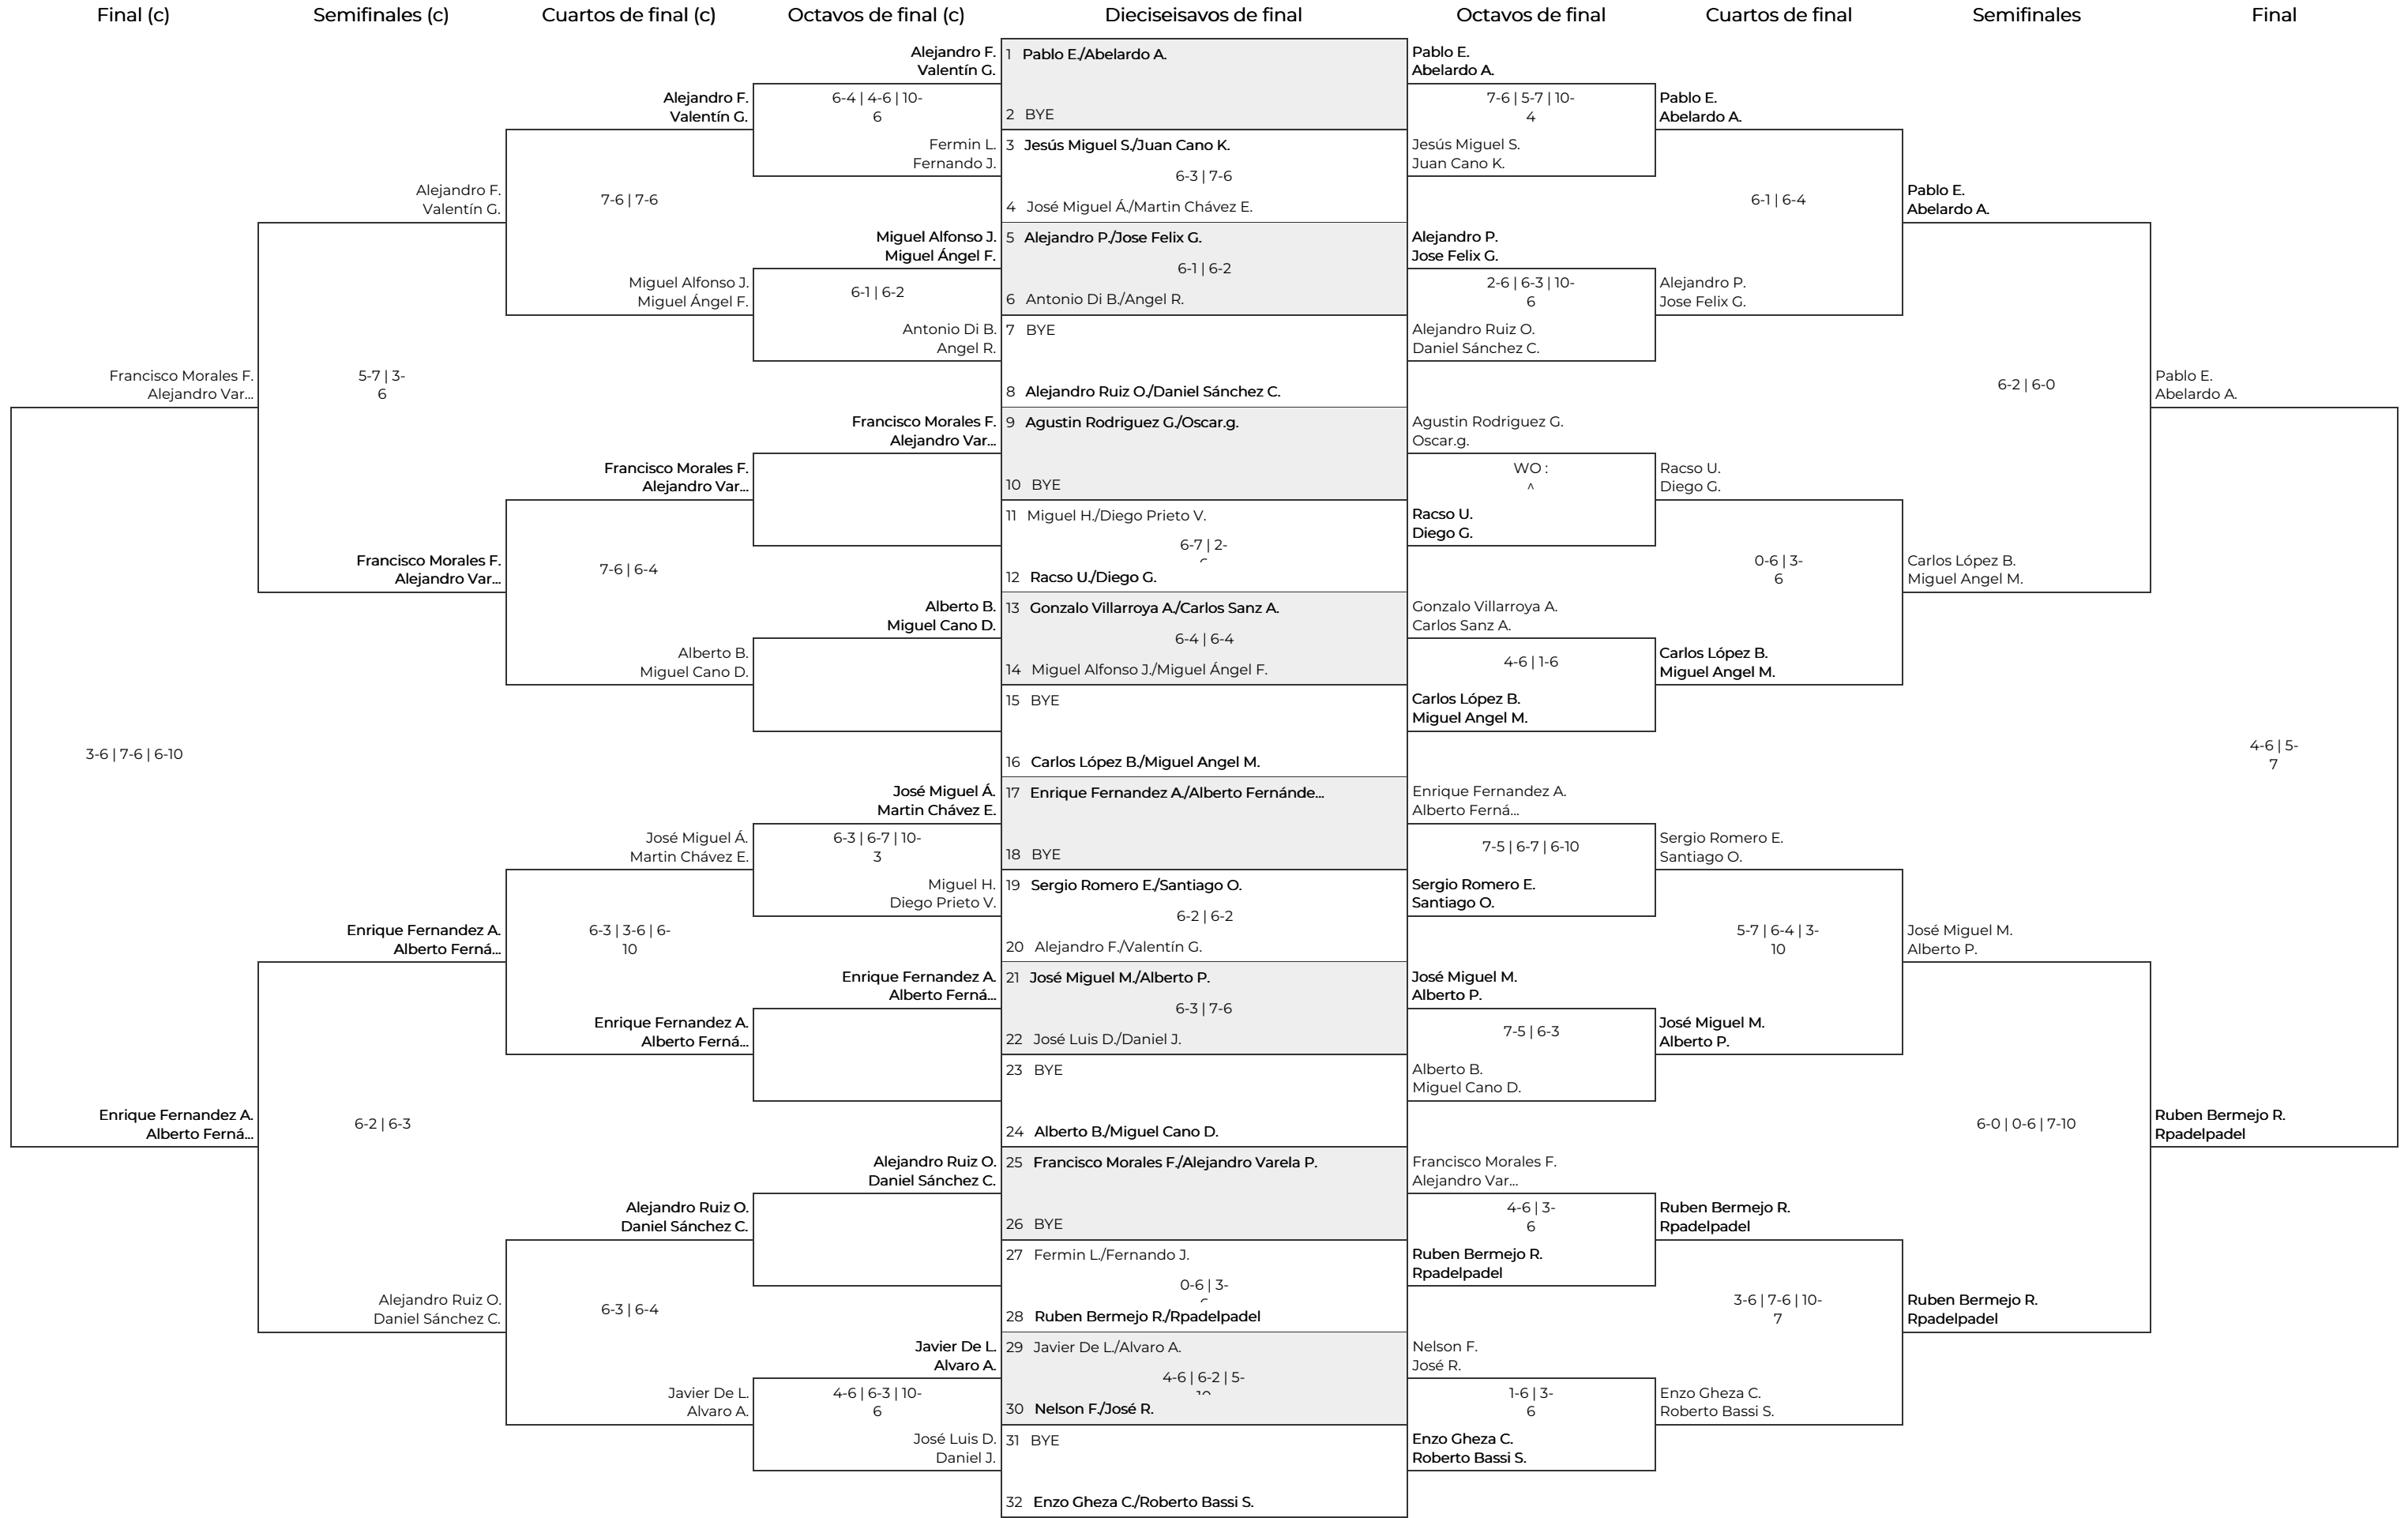 Final (c)
Semifinales (c)
Cuartos de final (c)
Octavos de final (c)
Dieciseisavos de final
Octavos de final
Cuartos de final
Semifinales
Final
Francisco Morales F.
Alejandro Var...
3-6 | 7-6 | 6-10
Enrique Fernandez A.
Alberto Ferná...
Alejandro F.
Valentín G.
5-7 | 3-
6
Francisco Morales F.
Alejandro Var...
Enrique Fernandez A.
Alberto Ferná...
6-2 | 6-3
Alejandro Ruiz O.
Daniel Sánchez C.
Alejandro F.
Valentín G.
7-6 | 7-6
Miguel Alfonso J.
Miguel Ángel F.
Francisco Morales F.
Alejandro Var...
7-6 | 6-4
Alberto B.
Miguel Cano D.
José Miguel Á.
Martin Chávez E.
6-3 | 3-6 | 6-
10
Enrique Fernandez A.
Alberto Ferná...
Alejandro Ruiz O.
Daniel Sánchez C.
6-3 | 6-4
Javier De L.
Alvaro A.
Alejandro F.
Valentín G.
6-4 | 4-6 | 10-
6
Fermin L.
Fernando J.
Miguel Alfonso J.
Miguel Ángel F.
6-1 | 6-2
Antonio Di B.
Angel R.
Francisco Morales F.
Alejandro Var...
Alberto B.
Miguel Cano D.
José Miguel Á.
Martin Chávez E.
6-3 | 6-7 | 10-
3
Miguel H.
Diego Prieto V.
Enrique Fernandez A.
Alberto Ferná...
Alejandro Ruiz O.
Daniel Sánchez C.
Javier De L.
Alvaro A.
4-6 | 6-3 | 10-
6
José Luis D.
Daniel J.
1 Pablo E./Abelardo A.
2 BYE
3 Jesús Miguel S./Juan Cano K.
6-3 | 7-6
4 José Miguel Á./Martin Chávez E.
5 Alejandro P./Jose Felix G.
6-1 | 6-2
6 Antonio Di B./Angel R.
7 BYE
8 Alejandro Ruiz O./Daniel Sánchez C.
9 Agustin Rodriguez G./Oscar.g.
10 BYE
11 Miguel H./Diego Prieto V.
6-7 | 2-
12 Racso U./Diego G.
13 Gonzalo Villarroya A./Carlos Sanz A.
6-4 | 6-4
14 Miguel Alfonso J./Miguel Ángel F.
15 BYE
16 Carlos López B./Miguel Angel M.
17 Enrique Fernandez A./Alberto Fernánde...
18 BYE
19 Sergio Romero E./Santiago O.
6-2 | 6-2
20 Alejandro F./Valentín G.
21 José Miguel M./Alberto P.
6-3 | 7-6
22 José Luis D./Daniel J.
23 BYE
24 Alberto B./Miguel Cano D.
25 Francisco Morales F./Alejandro Varela P.
26 BYE
27 Fermin L./Fernando J.
0-6 | 3-
28 Ruben Bermejo R./Rpadelpadel
29 Javier De L./Alvaro A.
4-6 | 6-2 | 5-
10
30 Nelson F./José R.
31 BYE
32 Enzo Gheza C./Roberto Bassi S.
Pablo E.
Abelardo A.
7-6 | 5-7 | 10-
4
Jesús Miguel S.
Juan Cano K.
Alejandro P.
Jose Felix G.
2-6 | 6-3 | 10-
6
Alejandro Ruiz O.
Daniel Sánchez C.
Agustin Rodriguez G.
Oscar.g.
WO :
^
Racso U.
Diego G.
Gonzalo Villarroya A.
Carlos Sanz A.
4-6 | 1-6
Carlos López B.
Miguel Angel M.
Enrique Fernandez A.
Alberto Ferná...
7-5 | 6-7 | 6-10
Sergio Romero E.
Santiago O.
José Miguel M.
Alberto P.
7-5 | 6-3
Alberto B.
Miguel Cano D.
Francisco Morales F.
Alejandro Var...
4-6 | 3-
6
Ruben Bermejo R.
Rpadelpadel
Nelson F.
José R.
1-6 | 3-
6
Enzo Gheza C.
Roberto Bassi S.
Pablo E.
Abelardo A.
6-1 | 6-4
Alejandro P.
Jose Felix G.
Racso U.
Diego G.
0-6 | 3-
6
Carlos López B.
Miguel Angel M.
Sergio Romero E.
Santiago O.
5-7 | 6-4 | 3-
10
José Miguel M.
Alberto P.
Ruben Bermejo R.
Rpadelpadel
3-6 | 7-6 | 10-
7
Enzo Gheza C.
Roberto Bassi S.
Pablo E.
Abelardo A.
6-2 | 6-0
Carlos López B.
Miguel Angel M.
José Miguel M.
Alberto P.
6-0 | 0-6 | 7-10
Ruben Bermejo R.
Rpadelpadel
Pablo E.
Abelardo A.
4-6 | 5-
7
Ruben Bermejo R.
Rpadelpadel